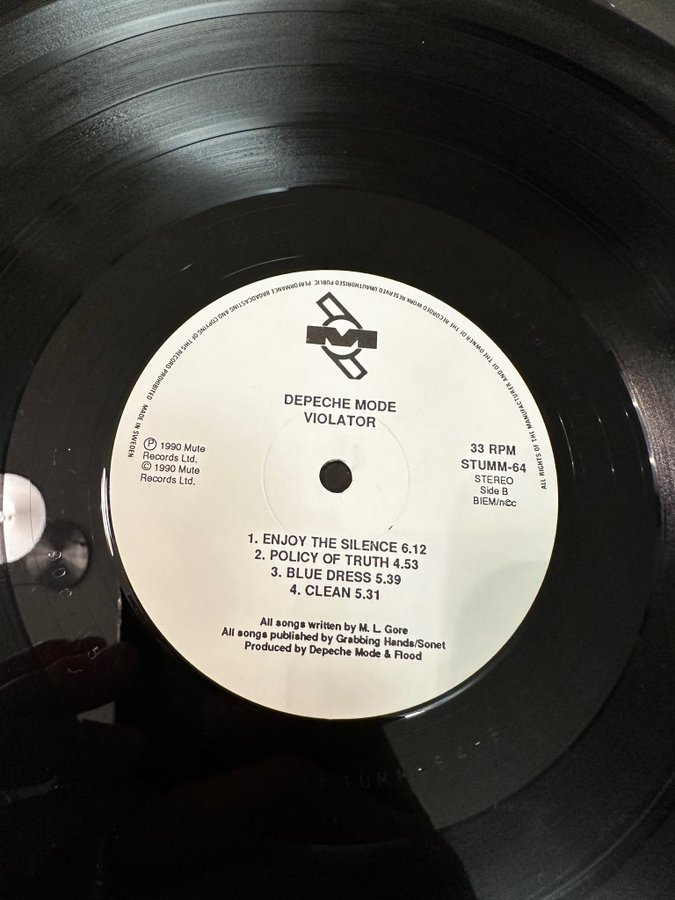 ALL RIGHTS OF THE MANUFACTURER AND OF THE OWNER OF THE RECORDED WORK RESERVED UNAUTHORISED PUBLIC PERFORMANCE BROADCASTING AND COPYING OF THIS RECORD PROHIBITED MADE IN SWEDEN
M
DEPECHE MODE
VIOLATOR
℗ 1990 Mute
Records Ltd.
© 1990 Mute
Records Ltd.
33 RPM
STUMM-64
STEREO
Side B
BIEM/n©c
1. ENJOY THE SILENCE 6.12
2. POLICY OF TRUTH 4.53
3. BLUE DRESS 5.39
4. CLEAN 5.31
All songs written by M. L. Gore
All songs published by Grabbing Hands/Sonet
Produced by Depeche Mode & Flood